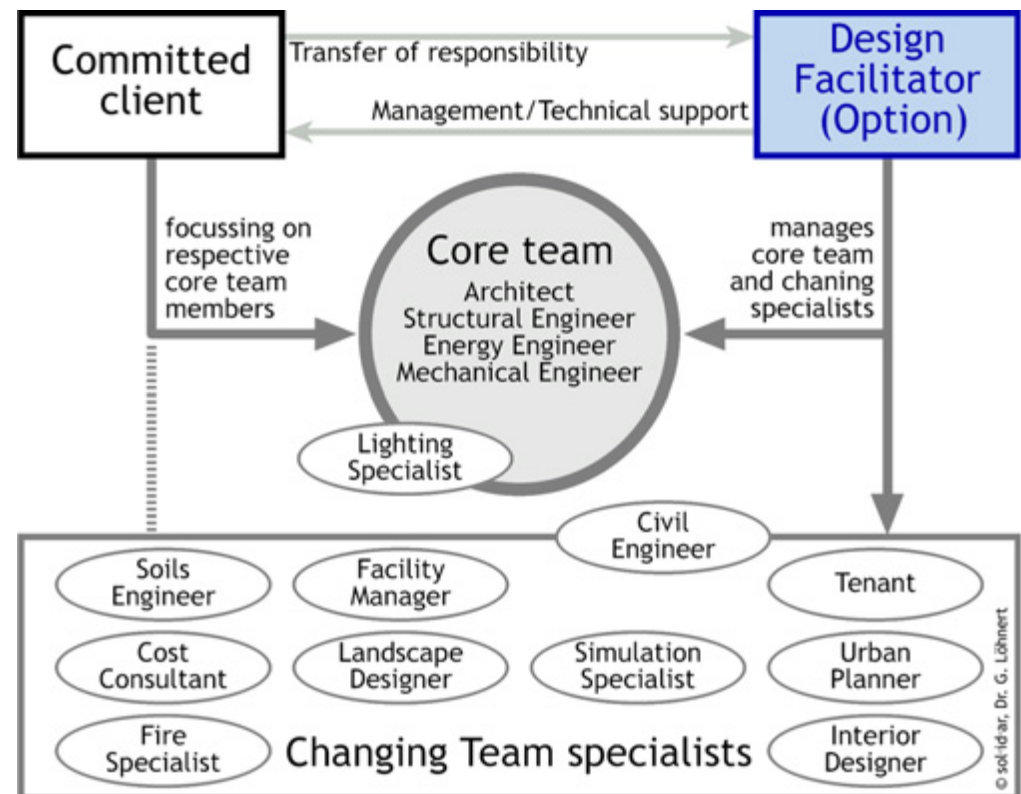 Committed
client
Transfer of responsibility
Management/Technical support
Design
Facilitator
(Option)
focussing on
respective
core team
members
Core team
Architect
Structural Engineer
Energy Engineer
Mechanical Engineer
manages
core team
and chaning
specialists
Lighting
Specialist
Civil
Engineer
Soils
Engineer
Facility
Manager
Tenant
Cost
Consultant
Landscape
Designer
Simulation
Specialist
Urban
Planner
Fire
Specialist
Changing Team specialists
Interior
Designer
© sol·id·ar, Dr. G. Löhnert